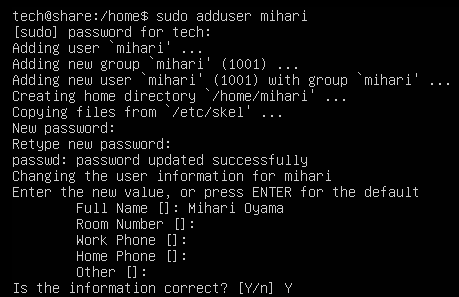 tech@share:/home$ sudo adduser mihari
[sudo] password for tech:
Adding user `mihari' ...
Adding new group `mihari' (1001) ...
Adding new user `mihari' (1001) with group `mihari' ...
Creating home directory `/home/mihari' ...
Copying files from `/etc/skel' ...
New password:
Retype new password:
passwd: password updated successfully
Changing the user information for mihari
Enter the new value, or press ENTER for the default
        Full Name []: Mihari Oyama
        Room Number []:
        Work Phone []:
        Home Phone []:
        Other []:
Is the information correct? [Y/n] Y